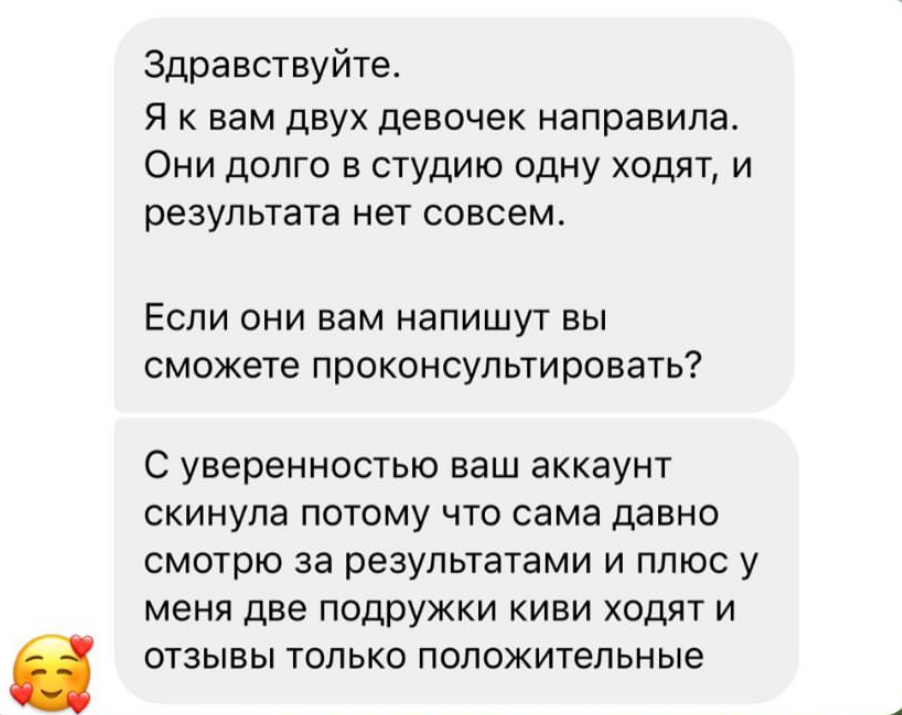 Здравствуйте.
Я к вам двух девочек направила.
Они долго в студию одну ходят, и
результата нет совсем.
Если они вам напишут вы
сможете проконсультировать?
С уверенностью ваш аккаунт
скинула потому что сама давно
смотрю за результатами и плюс у
меня две подружки киви ходят и
отзывы только положительные